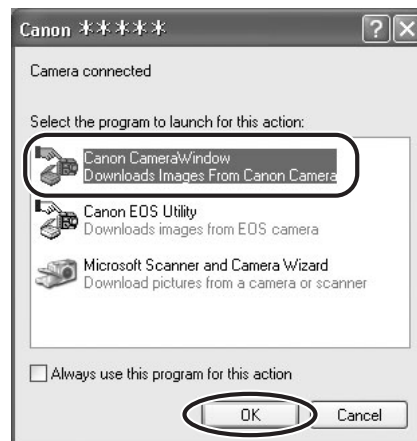 Canon *****
Camera connected
Select the program to launch for this action:
Canon CameraWindow
Downloads Images From Canon Camera
Canon EOS Utility
Downloads images from EOS camera
Microsoft Scanner and Camera Wizard
Download pictures from a camera or scanner
Always use this program for this action
OK Cancel